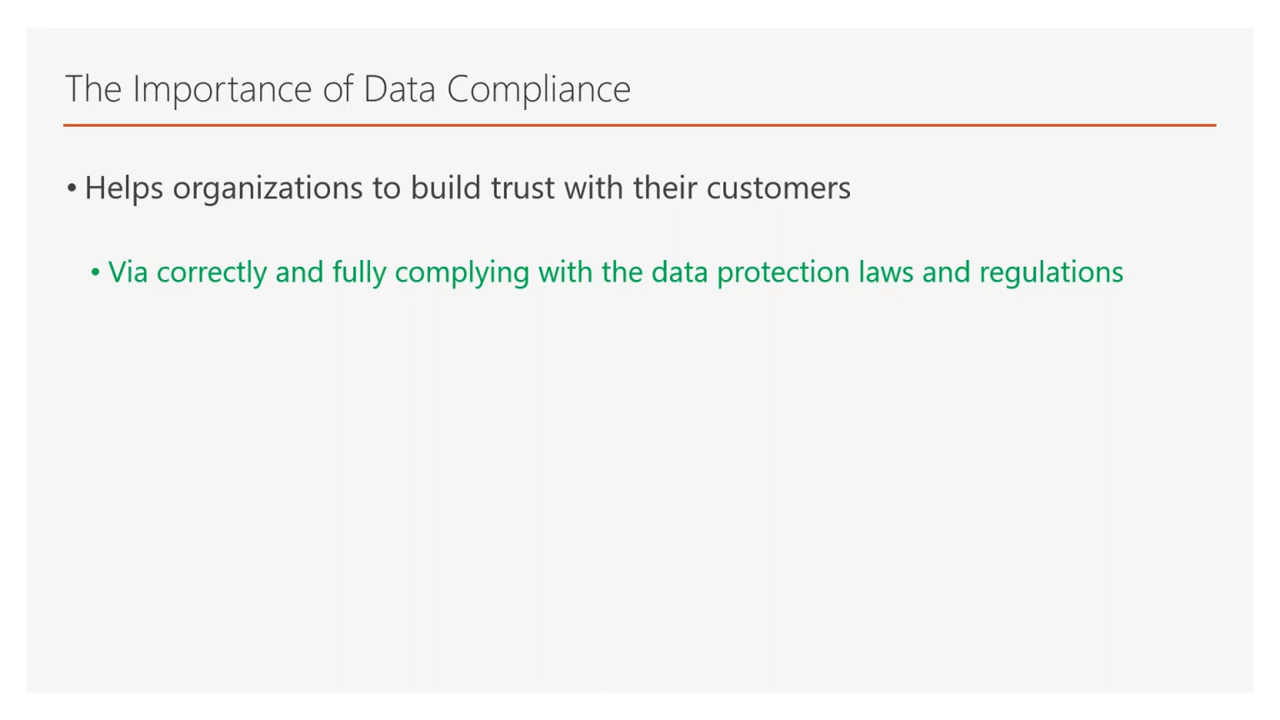 The Importance of Data Compliance
• Helps organizations to build trust with their customers
• Via correctly and fully complying with the data protection laws and regulations